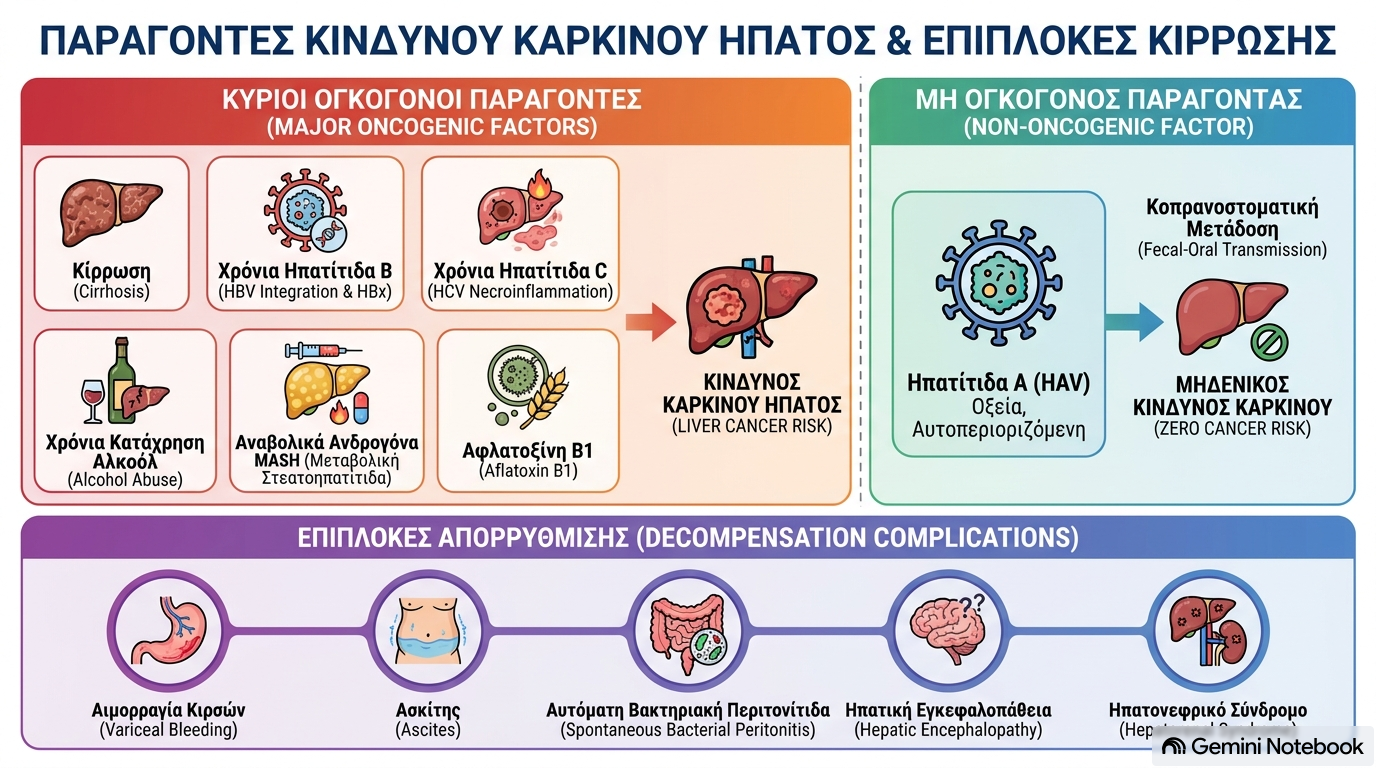 ΠΑΡΑΓΟΝΤΕΣ ΚΙΝΔΥΝΟΥ ΚΑΡΚΙΝΟΥ ΗΠΑΤΟΣ & ΕΠΙΠΛΟΚΕΣ ΚΙΡΡΩΣΗΣ
ΚΥΡΙΟΙ ΟΓΚΟΓΟΝΟΙ ΠΑΡΑΓΟΝΤΕΣ
(MAJOR ONCOGENIC FACTORS)
Κίρρωση
(Cirrhosis)
Χρόνια Ηπατίτιδα Β
(HBV Integration & HBx)
Χρόνια Ηπατίτιδα C
(HCV Necroinflammation)
Χρόνια Κατάχρηση
Αλκοόλ
(Alcohol Abuse)
Αναβολικά Ανδρογόνα
MASH (Μεταβολική
Στεατοηπατίτιδα)
Αφλατοξίνη Β1
(Aflatoxin B1)
ΚΙΝΔΥΝΟΣ
ΚΑΡΚΙΝΟΥ ΗΠΑΤΟΣ
(LIVER CANCER RISK)
ΜΗ ΟΓΚΟΓΟΝΟΣ ΠΑΡΑΓΟΝΤΑΣ
(NON-ONCOGENIC FACTOR)
Ηπατίτιδα Α (HAV)
Οξεία,
Αυτοπεριοριζόμενη
Κοπρανοστοματική
Μετάδοση
(Fecal-Oral Transmission)
ΜΗΔΕΝΙΚΟΣ
ΚΙΝΔΥΝΟΣ ΚΑΡΚΙΝΟΥ
(ZERO CANCER RISK)
ΕΠΙΠΛΟΚΕΣ ΑΠΟΡΡΥΘΜΙΣΗΣ (DECOMPENSATION COMPLICATIONS)
Αιμορραγία Κιρσών
(Variceal Bleeding)
Ασκίτης
(Ascites)
Αυτόματη Βακτηριακή Περιτονίτιδα
(Spontaneous Bacterial Peritonitis)
Ηπατική Εγκεφαλοπάθεια
(Hepatic Encephalopathy)
??
Ηπατονεφρικό Σύνδρομο
Gemini Notebook